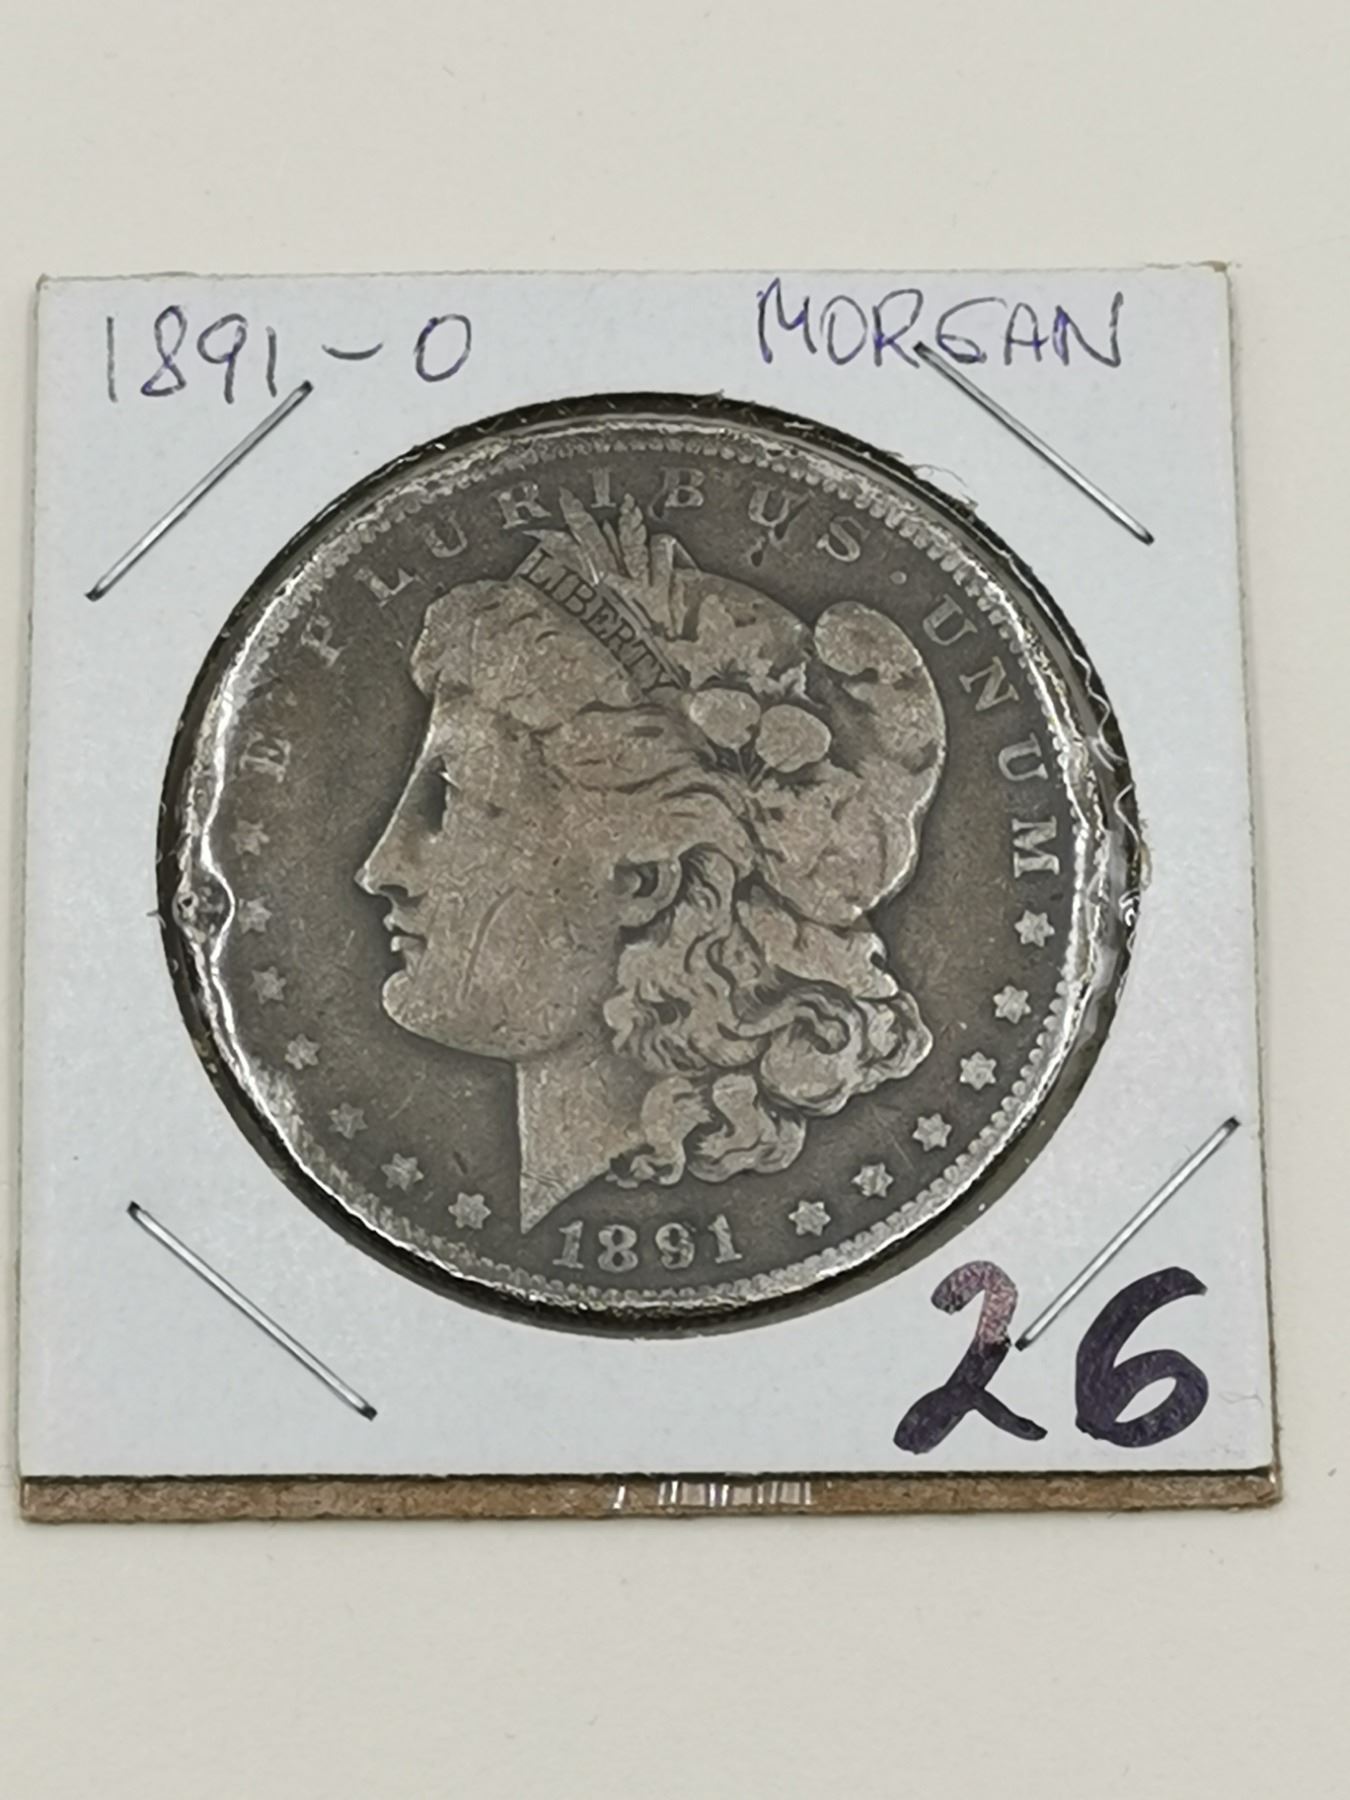 1891-O MORGAN
E PLURIBUS · UNUM
LIBERTY
1891
26